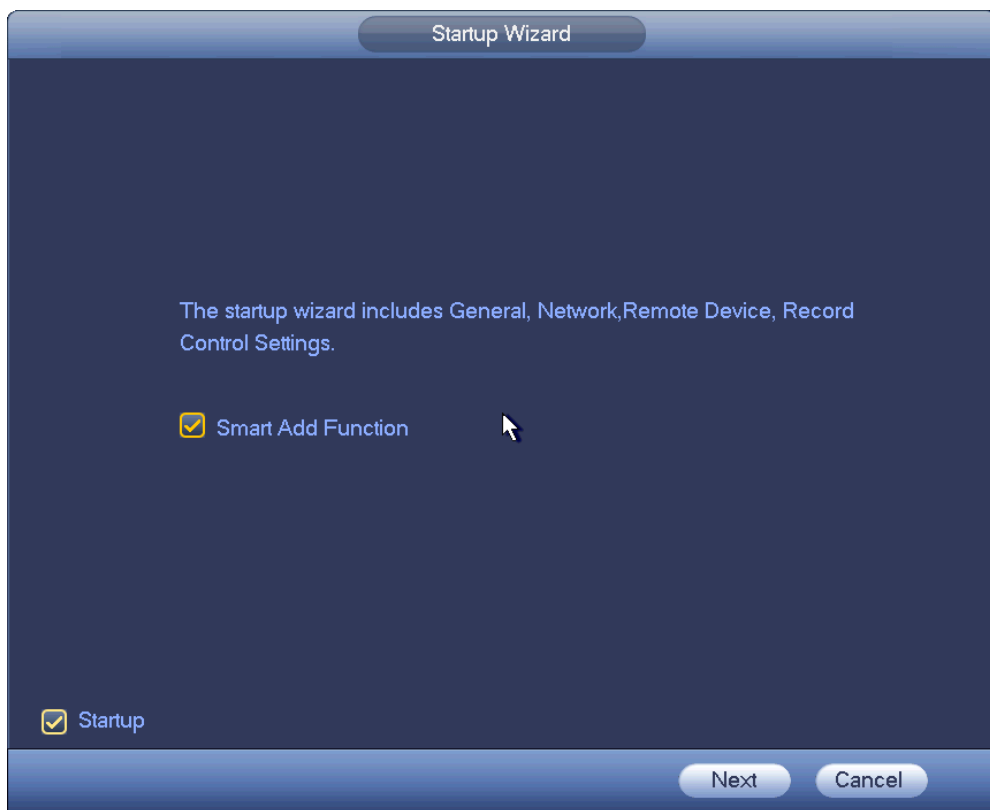 Startup Wizard
The startup wizard includes General, Network,Remote Device, Record
Control Settings.
Smart Add Function
Startup
Next Cancel